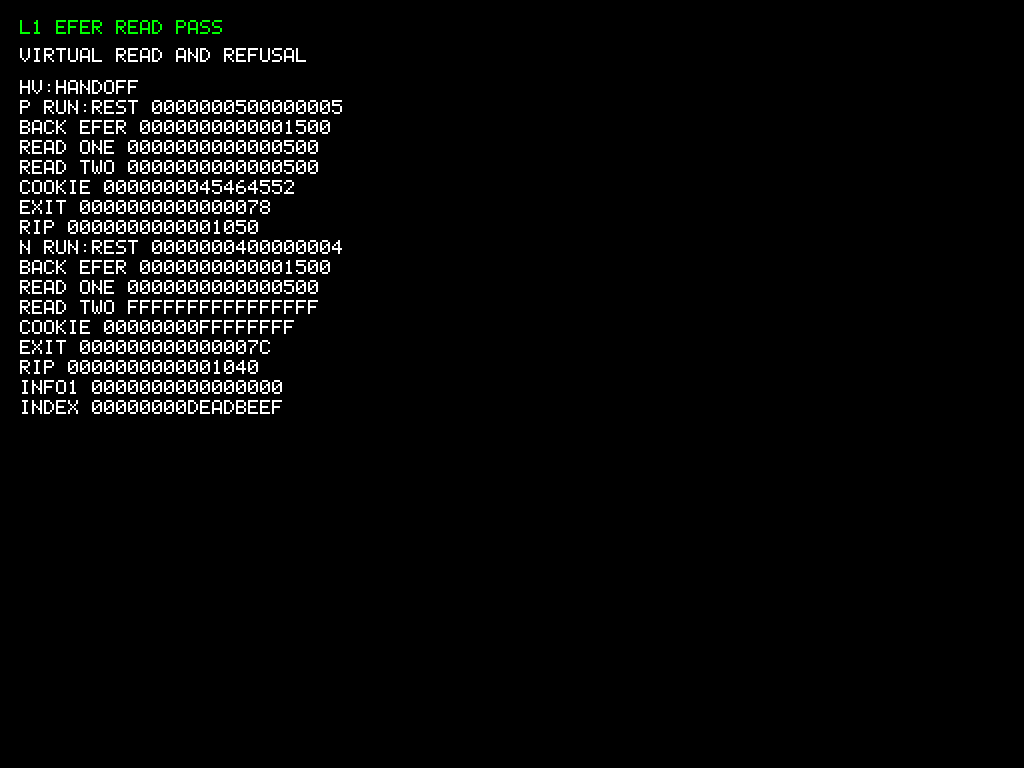 L1 EFER READ PASS
VIRTUAL READ AND REFUSAL
HV:HANDOFF
P RUN:REST 0000000500000005
BACK EFER 0000000000001500
READ ONE 0000000000000500
READ TWO 0000000000000500
COOKIE 0000000045464552
EXIT 0000000000000078
RIP 0000000000001050
N RUN:REST 0000000400000004
BACK EFER 0000000000001500
READ ONE 0000000000000500
READ TWO FFFFFFFFFFFFFFFF
COOKIE 00000000FFFFFFFF
EXIT 000000000000007C
RIP 0000000000001040
INFO1 0000000000000000
INDEX 00000000DEADBEEF